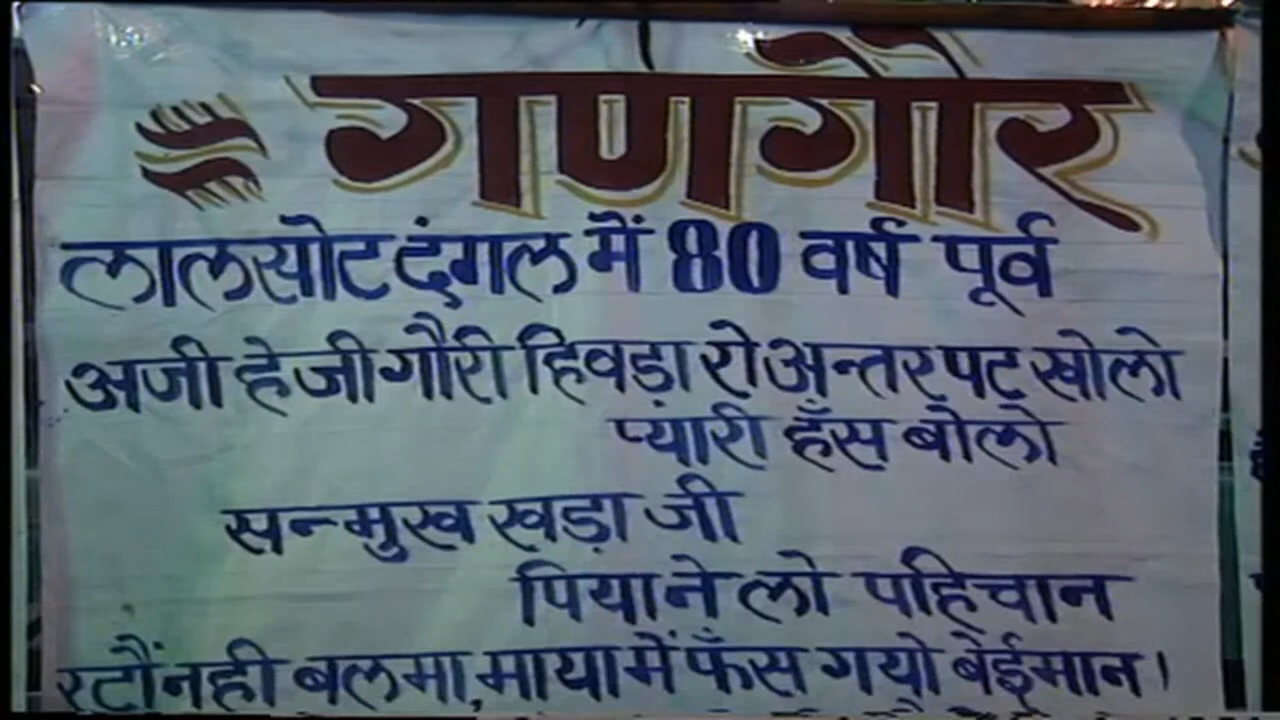 गणगौर
लालसोट दंगल में 80 वर्ष पूर्व
अजी हे जी गौरी हिवड़ा रो अन्तर पट खोलो
प्यारी हँस बोलो
सन्मुख खड़ा जी
पिया ने लो पहिचान
रटौं नही बलमा, माया में फँस गयो बेईमान।